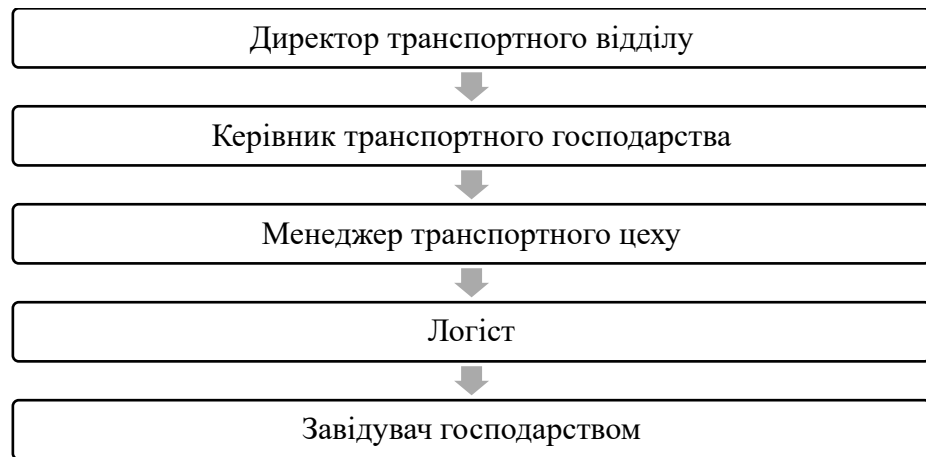 Директор транспортного відділу
Керівник транспортного господарства
Менеджер транспортного цеху
Логіст
Завідувач господарством